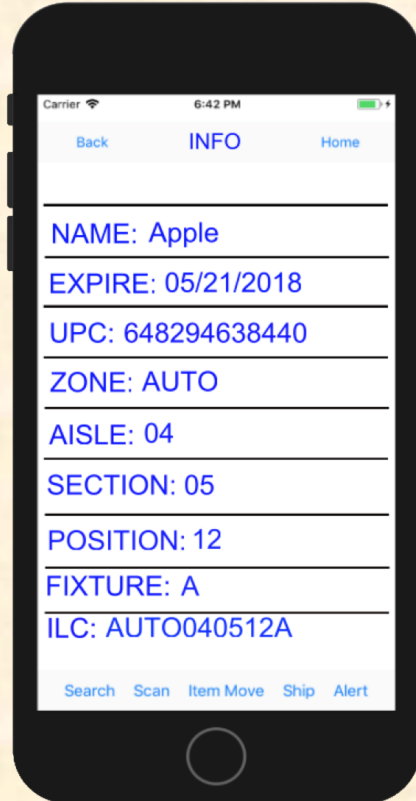 Carrier 6:42 PM
Back INFO Home
NAME: Apple
EXPIRE: 05/21/2018
UPC: 648294638440
ZONE: AUTO
AISLE: 04
SECTION: 05
POSITION: 12
FIXTURE: A
ILC: AUTO040512A
Search Scan Item Move Ship Alert